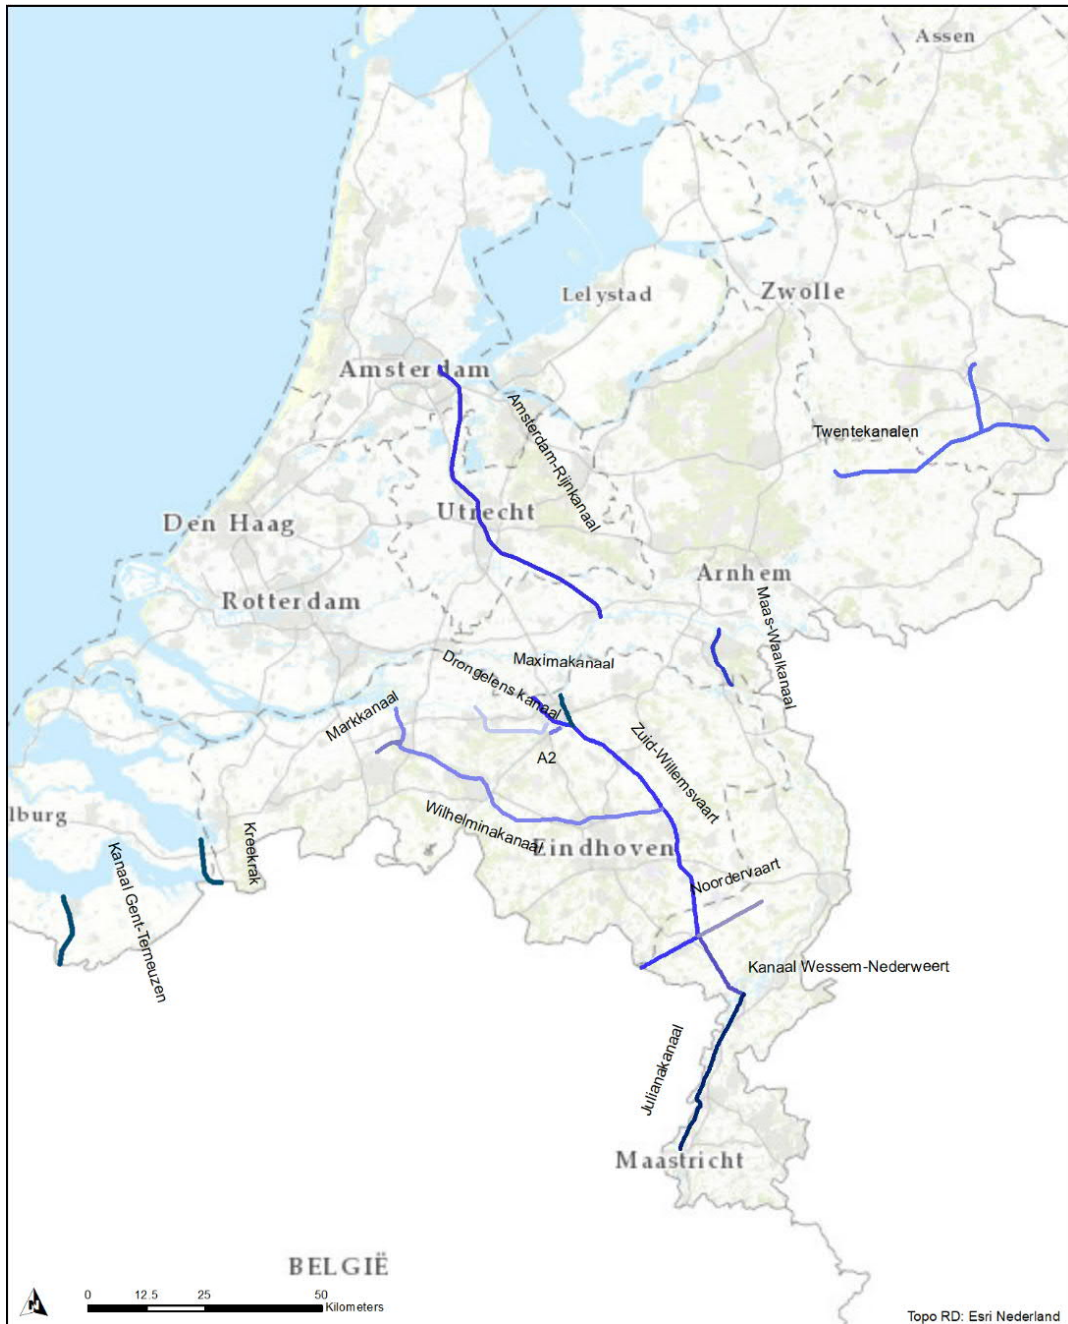 Assen
Lelystad
Zwolle
Amsterdam
Amsterdam-Rijnkanaal
Twentekanalen
Utrecht
Den Haag
Arnhem
Rotterdam
Maas-Waalkanaal
Maximakanaal
Drongelens kanaal
Markkanaal
A2
Zuid-Willemsvaart
Wilhelminakanaal
Eindhoven
lburg
Kreekrak
Kanaal Gent-Terneuzen
Noordervaart
Kanaal Wessem-Nederweert
Julianakanaal
Maastricht
BELGIË
0 12.5 25 50
Kilometers
Topo RD: Esri Nederland